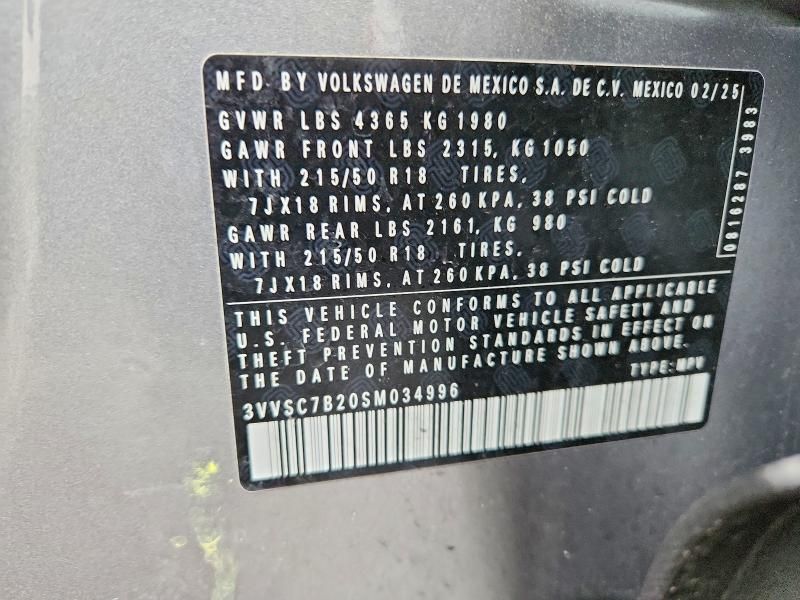 MFD. BY VOLKSWAGEN DE MEXICO S.A. DE C.V. MEXICO 02/25
GVWR LBS 4365 KG 1980
GAWR FRONT LBS 2315, KG 1050
WITH 215/50 R18 TIRES,
7JX18 RIMS, AT 260 KPA, 38 PSI COLD
GAWR REAR LBS 2161, KG 980
WITH 215/50 R18 TIRES,
7JX18 RIMS, AT 260 KPA, 38 PSI COLD
0816287 3983
THIS VEHICLE CONFORMS TO ALL APPLICABLE
U.S. FEDERAL MOTOR VEHICLE SAFETY AND
THEFT PREVENTION STANDARDS IN EFFECT ON
THE DATE OF MANUFACTURE SHOWN ABOVE.
TYPE: MPV
3VVSC7B20SM034996